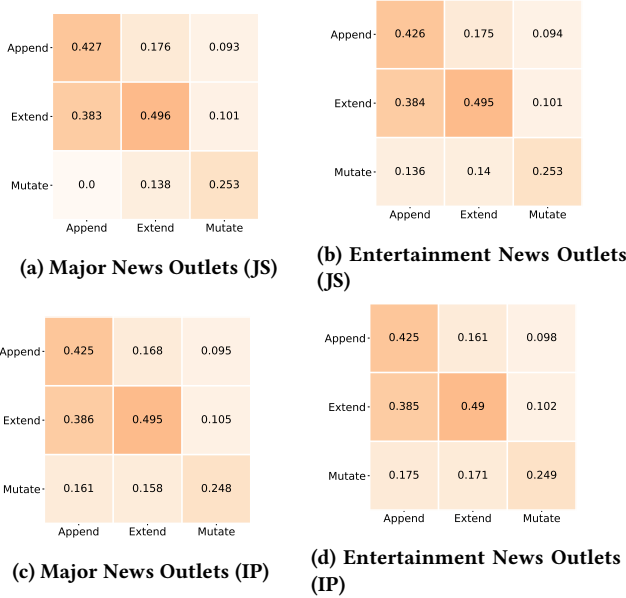 Append 0.427 0.176 0.093
Extend 0.383 0.496 0.101
Mutate 0.0 0.138 0.253
Append Extend Mutate
(a) Major News Outlets (JS)
Append 0.426 0.175 0.094
Extend 0.384 0.495 0.101
Mutate 0.136 0.14 0.253
Append Extend Mutate
(b) Entertainment News Outlets
(JS)
Append 0.425 0.168 0.095
Extend 0.386 0.495 0.105
Mutate 0.161 0.158 0.248
Append Extend Mutate
(c) Major News Outlets (IP)
Append 0.425 0.161 0.098
Extend 0.385 0.49 0.102
Mutate 0.175 0.171 0.249
Append Extend Mutate
(d) Entertainment News Outlets
(IP)